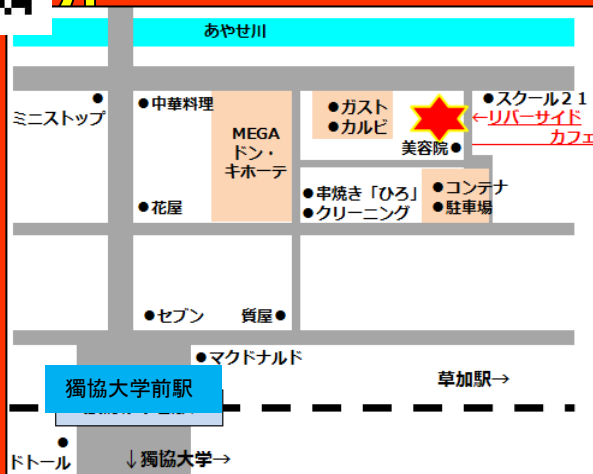 あやせ川
●中華料理
ミニストップ
MEGA
ドン・
キホーテ
●ガスト
●カルビ
美容院●
●スクール２１
←リバーサイド
カフェ
●花屋
●串焼き「ひろ」
●クリーニング
●コンテナ
●駐車場
●セブン
質屋●
●マクドナルド
獨協大学前駅
草加駅→
ドトール
↓獨協大学→